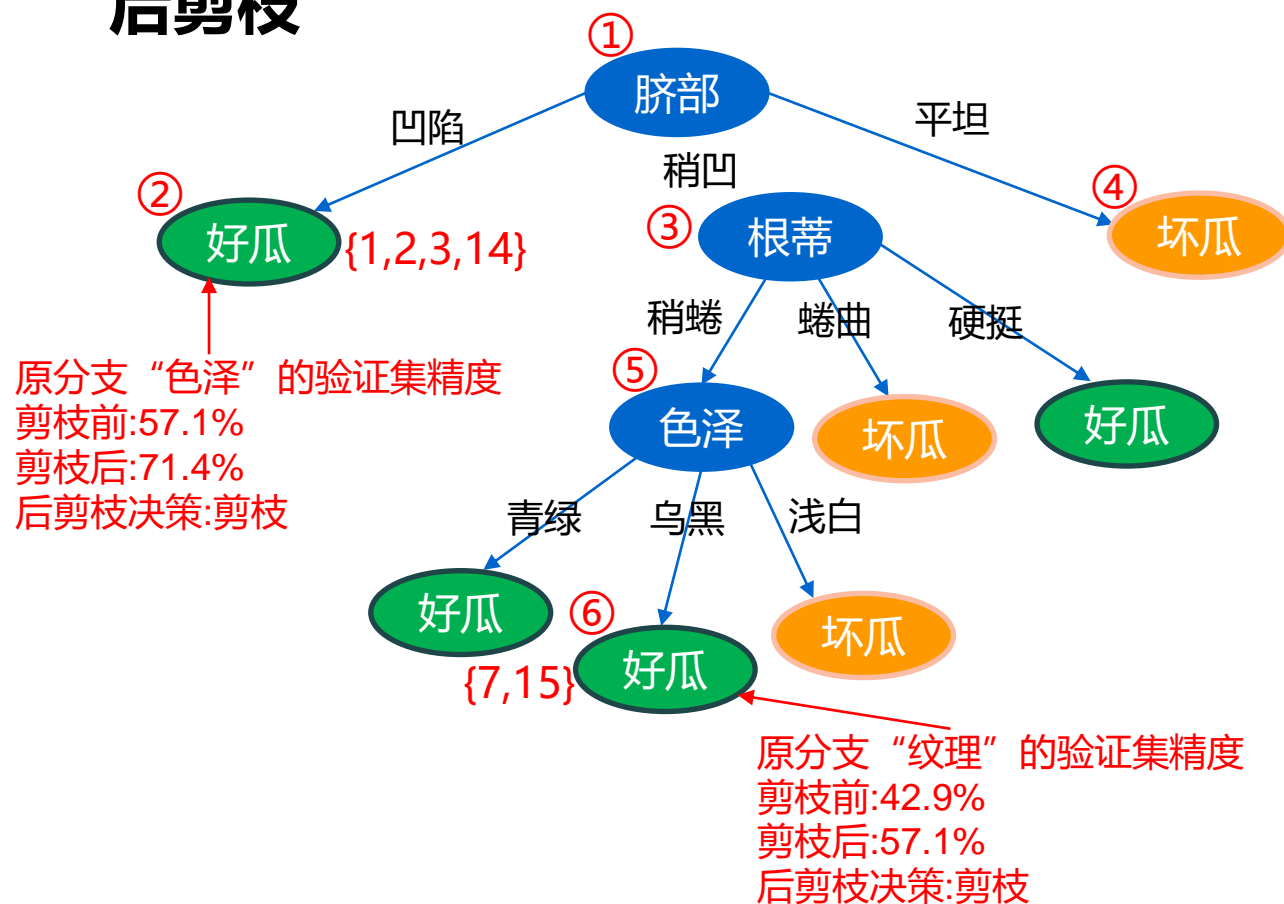 后剪枝
①
脐部
凹陷
稍凹
平坦
②
好瓜
{1,2,3,14}
③
根蒂
④
坏瓜
稍蜷
蜷曲
硬挺
原分支“色泽”的验证集精度
剪枝前:57.1%
剪枝后:71.4%
后剪枝决策:剪枝
⑤
色泽
坏瓜
好瓜
青绿
乌黑
浅白
好瓜
⑥
好瓜
{7,15}
坏瓜
原分支“纹理”的验证集精度
剪枝前:42.9%
剪枝后:57.1%
后剪枝决策:剪枝